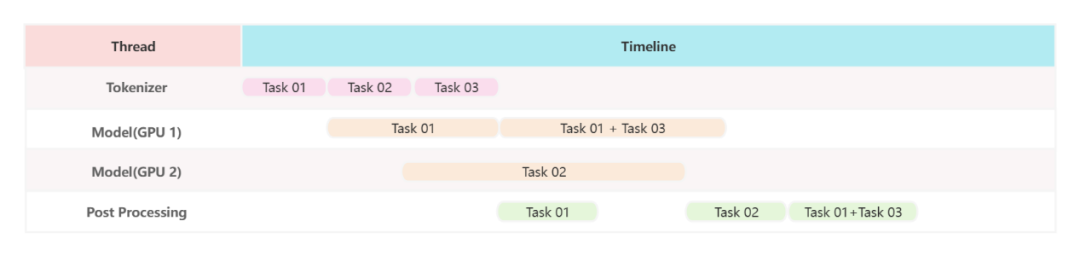 Thread Timeline
Tokenizer Task 01 Task 02 Task 03
Model(GPU 1) Task 01 Task 01 + Task 03
Model(GPU 2) Task 02
Post Processing Task 01 Task 02 Task 01+Task 03